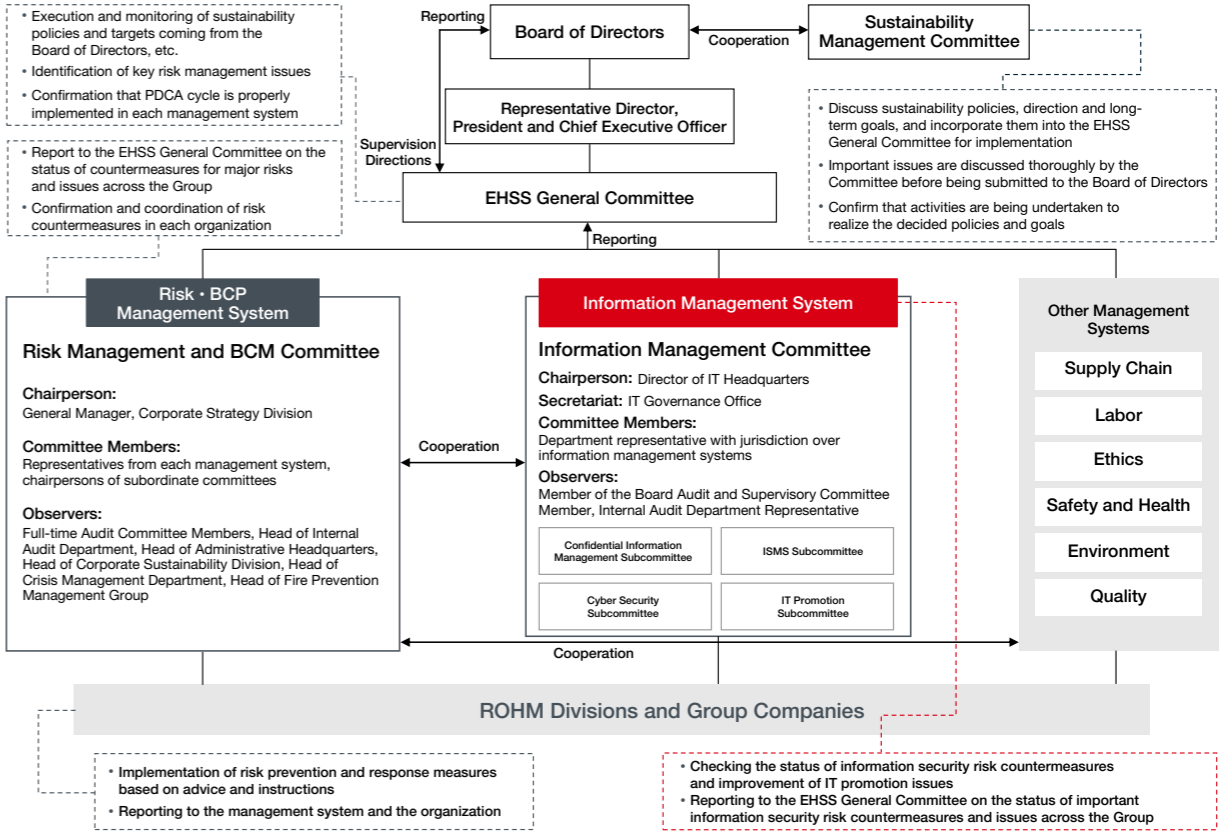 • Execution and monitoring of sustainability
policies and targets coming from the
Board of Directors, etc.
• Identification of key risk management issues
• Confirmation that PDCA cycle is properly
implemented in each management system
Reporting
Board of Directors
Cooperation
Sustainability
Management Committee
Representative Director,
President and Chief Executive Officer
Supervision
Directions
EHSS General Committee
Reporting
• Discuss sustainability policies, direction and long-
term goals, and incorporate them into the EHSS
General Committee for implementation
• Important issues are discussed thoroughly by the
Committee before being submitted to the Board of Directors
• Confirm that activities are being undertaken to
realize the decided policies and goals
• Report to the EHSS General Committee on the
status of countermeasures for major risks
and issues across the Group
• Confirmation and coordination of risk
countermeasures in each organization
Risk・BCP
Management System
Risk Management and BCM Committee
Chairperson:
General Manager, Corporate Strategy Division
Committee Members:
Representatives from each management system,
chairpersons of subordinate committees
Observers:
Full-time Audit Committee Members, Head of Internal
Audit Department, Head of Administrative Headquarters,
Head of Corporate Sustainability Division, Head of
Crisis Management Department, Head of Fire Prevention
Management Group
Cooperation
Information Management System
Information Management Committee
Chairperson: Director of IT Headquarters
Secretariat: IT Governance Office
Committee Members:
Department representative with jurisdiction over
information management systems
Observers:
Member of the Board Audit and Supervisory Committee
Member, Internal Audit Department Representative
Confidential Information
Management Subcommittee
ISMS Subcommittee
Cyber Security
Subcommittee
IT Promotion
Subcommittee
Other Management
Systems
Supply Chain
Labor
Ethics
Safety and Health
Environment
Quality
Cooperation
ROHM Divisions and Group Companies
• Implementation of risk prevention and response measures
based on advice and instructions
• Reporting to the management system and the organization
• Checking the status of information security risk countermeasures
and improvement of IT promotion issues
• Reporting to the EHSS General Committee on the status of important
information security risk countermeasures and issues across the Group